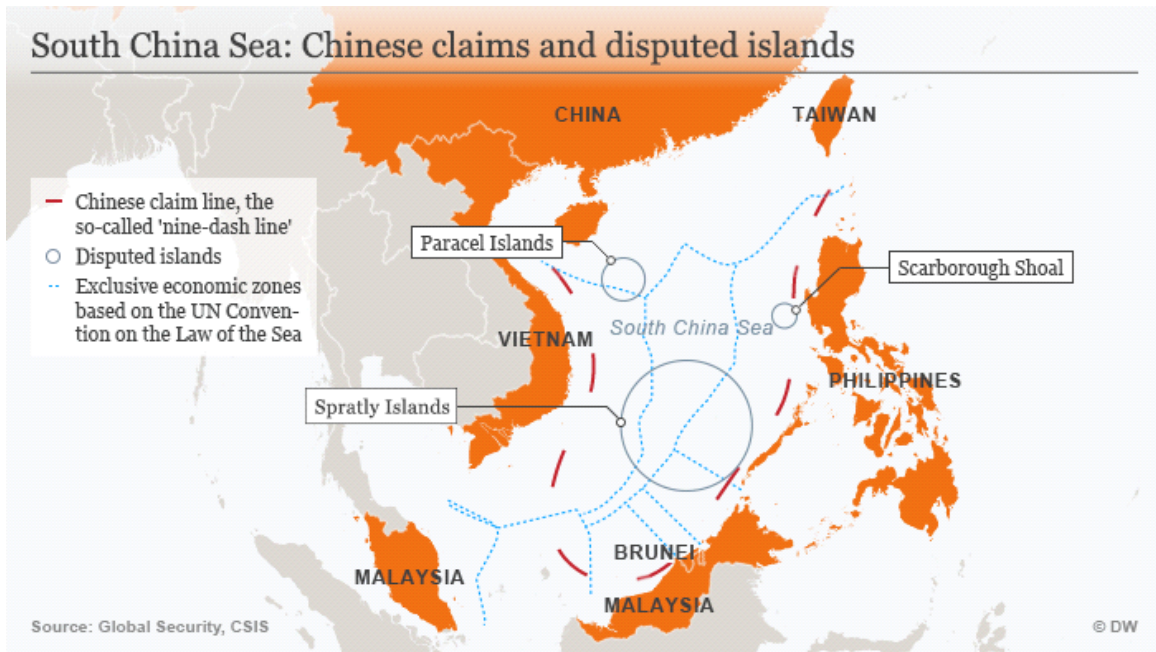 South China Sea: Chinese claims and disputed islands
CHINA
TAIWAN
Chinese claim line, the
so-called 'nine-dash line'
Disputed islands
Exclusive economic zones
based on the UN Conven-
tion on the Law of the Sea
Paracel Islands
Scarborough Shoal
South China Sea
VIETNAM
PHILIPPINES
Spratly Islands
BRUNEI
MALAYSIA
MALAYSIA
Source: Global Security, CSIS
© DW